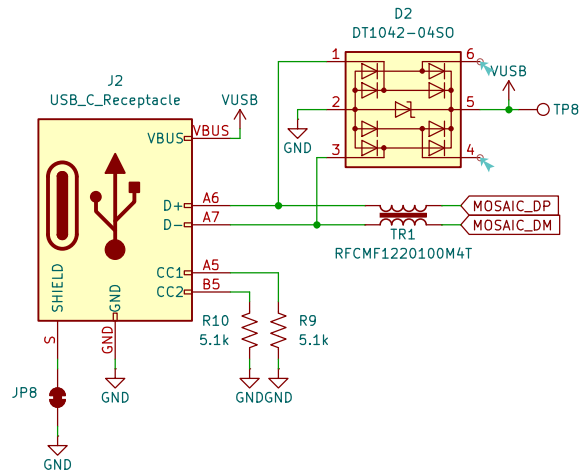 D2
DT1042-04SO
1
6
J2
USB_C_Receptacle
VUSB
VUSB
2
5
TP8
VBUS
VBUS
GND
3
4
D+
A6
MOSAIC_DP
D-
A7
MOSAIC_DM
TR1
RFCMF1220100M4T
CC1
A5
CC2
B5
SHIELD
GND
R10
5.1k
R9
5.1k
S
GND
JP8
GND
GND
GND
GND